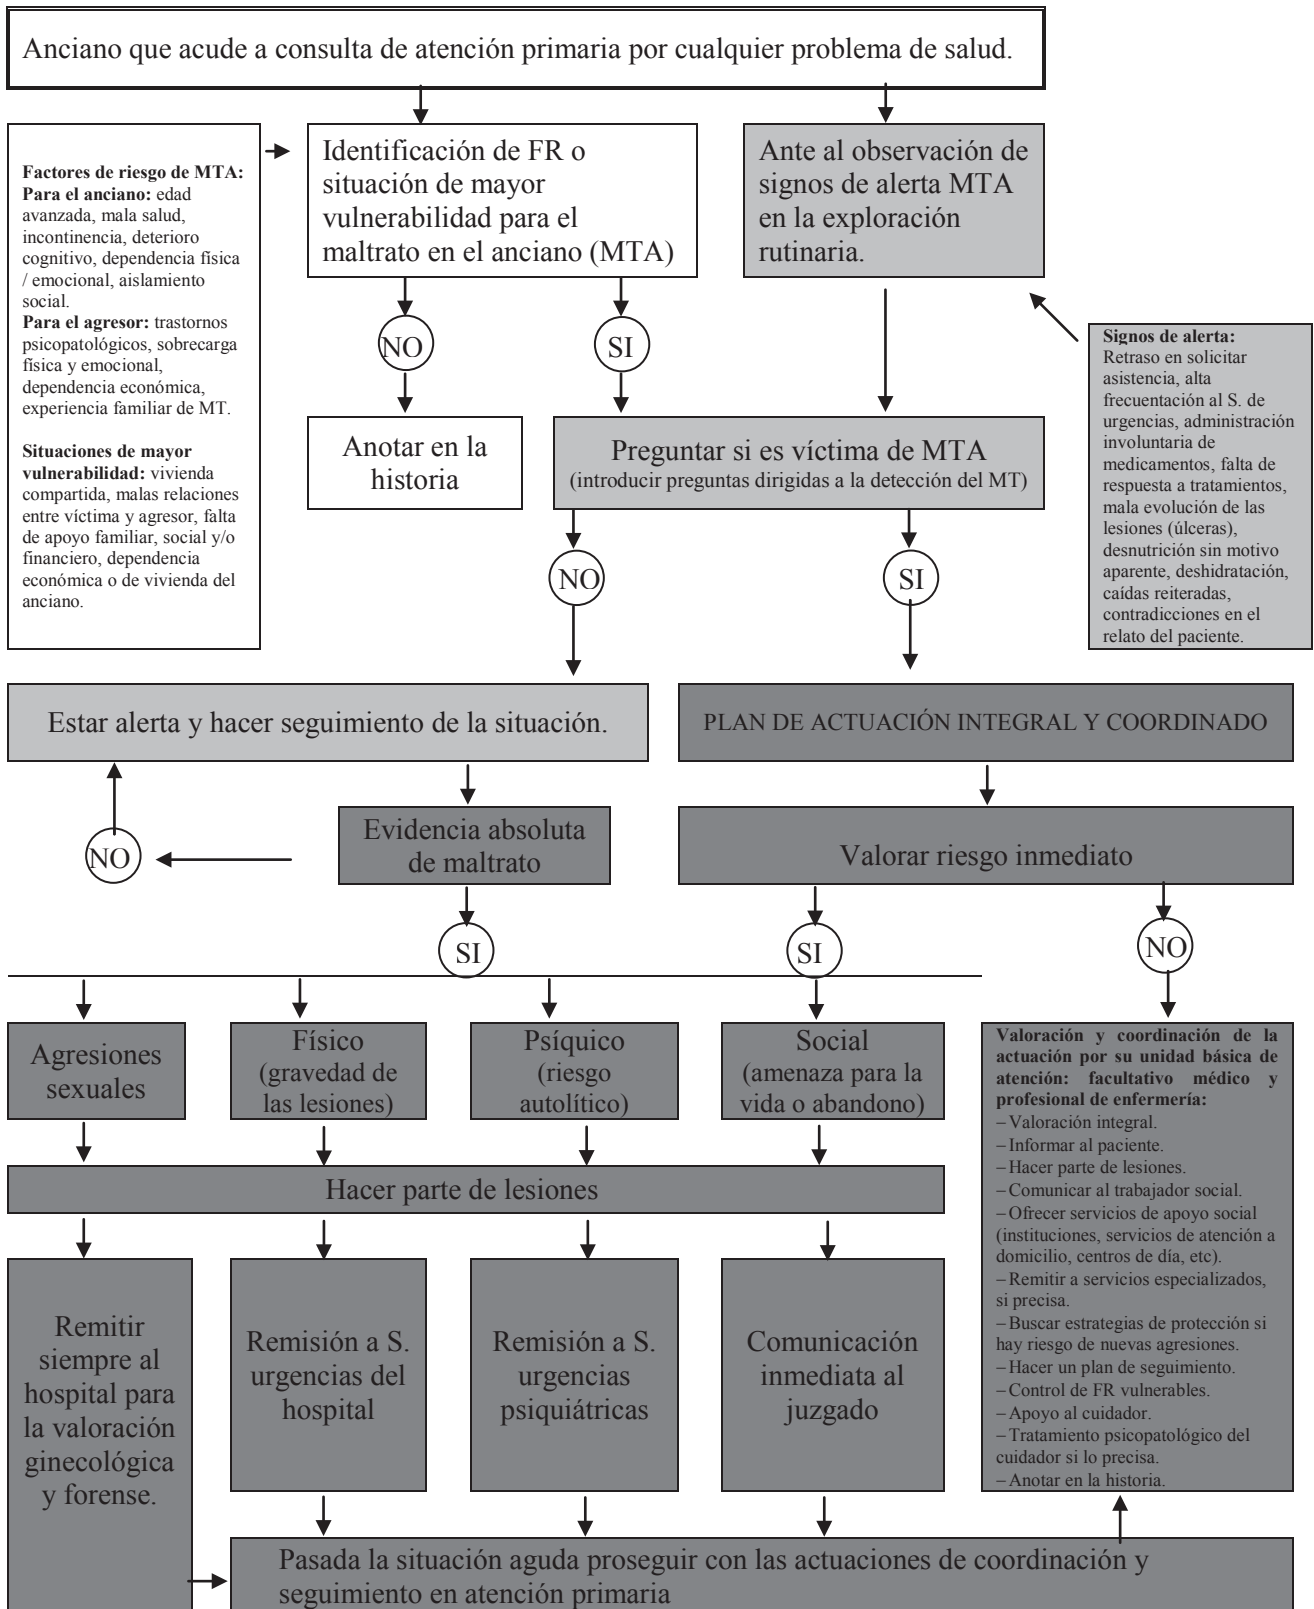 Anciano que acude a consulta de atención primaria por cualquier problema de salud.
Factores de riesgo de MTA:
Para el anciano: edad
avanzada, mala salud,
incontinencia, deterioro
cognitivo, dependencia física
/ emocional, aislamiento
social.
Para el agresor: trastornos
psicopatológicos, sobrecarga
física y emocional,
dependencia económica,
experiencia familiar de MT.
Situaciones de mayor
vulnerabilidad: vivienda
compartida, malas relaciones
entre víctima y agresor, falta
de apoyo familiar, social y/o
financiero, dependencia
económica o de vivienda del
anciano.
Identificación de FR o
situación de mayor
vulnerabilidad para el
maltrato en el anciano (MTA)
Ante al observación de
signos de alerta MTA
en la exploración
rutinaria.
NO
SI
Signos de alerta:
Retraso en solicitar
asistencia, alta
frecuentación al S. de
urgencias, administración
involuntaria de
medicamentos, falta de
respuesta a tratamientos,
mala evolución de las
lesiones (úlceras),
desnutrición sin motivo
aparente, deshidratación,
caídas reiteradas,
contradicciones en el
relato del paciente.
Anotar en la
historia
Preguntar si es víctima de MTA
(introducir preguntas dirigidas a la detección del MT)
NO
SI
Estar alerta y hacer seguimiento de la situación.
PLAN DE ACTUACIÓN INTEGRAL Y COORDINADO
NO
Evidencia absoluta
de maltrato
Valorar riesgo inmediato
SI
SI
NO
Agresiones
sexuales
Físico
(gravedad de
las lesiones)
Psíquico
(riesgo
autolítico)
Social
(amenaza para la
vida o abandono)
Valoración y coordinación de la
actuación por su unidad básica de
atención: facultativo médico y
profesional de enfermería:
–Valoración integral.
–Informar al paciente.
–Hacer parte de lesiones.
–Comunicar al trabajador social.
–Ofrecer servicios de apoyo social
(instituciones, servicios de atención a
domicilio, centros de día, etc).
–Remitir a servicios especializados,
si precisa.
–Buscar estrategias de protección si
hay riesgo de nuevas agresiones.
–Hacer un plan de seguimiento.
–Control de FR vulnerables.
–Apoyo al cuidador.
–Tratamiento psicopatológico del
cuidador si lo precisa.
–Anotar en la historia.
Hacer parte de lesiones
Remitir
siempre al
hospital para
la valoración
ginecológica
y forense.
Remisión a S.
urgencias del
hospital
Remisión a S.
urgencias
psiquiátricas
Comunicación
inmediata al
juzgado
Pasada la situación aguda proseguir con las actuaciones de coordinación y
seguimiento en atención primaria